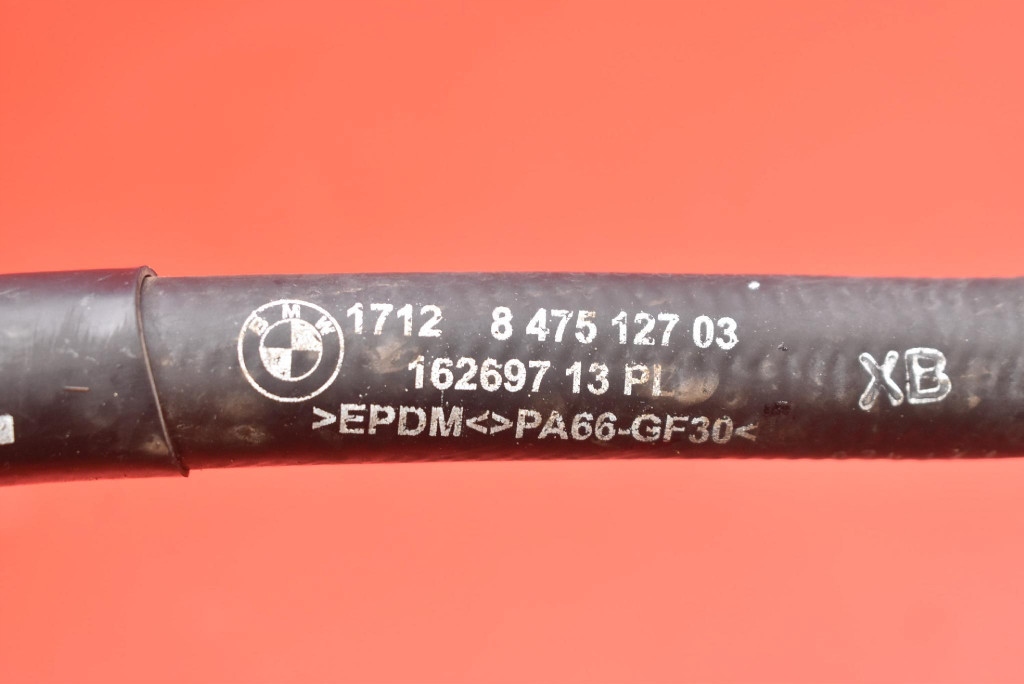 BMW 1712 8 475 127 03
162697 13 PL
>EPDM<>PA66-GF30<
XB